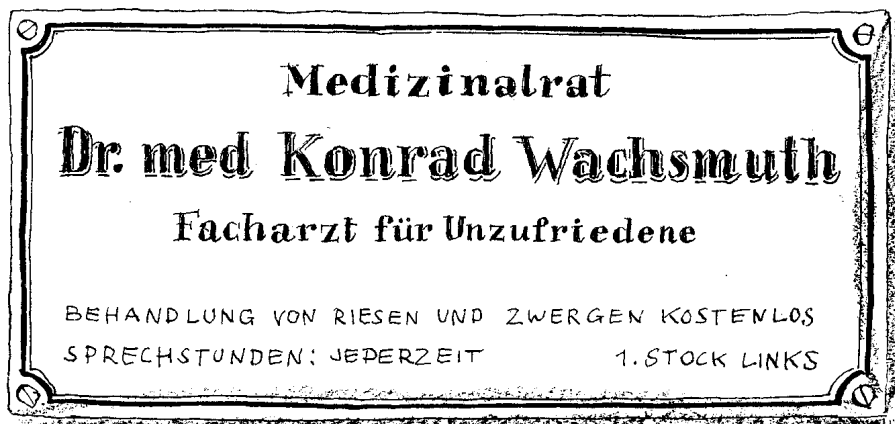 Medizinalrat
Dr. med Konrad Wachsmuth
Facharzt für Unzufriedene
BEHANDLUNG VON RIESEN UND ZWERGEN KOSTENLOS
SPRECHSTUNDEN: JEDERZEIT 1. STOCK LINKS